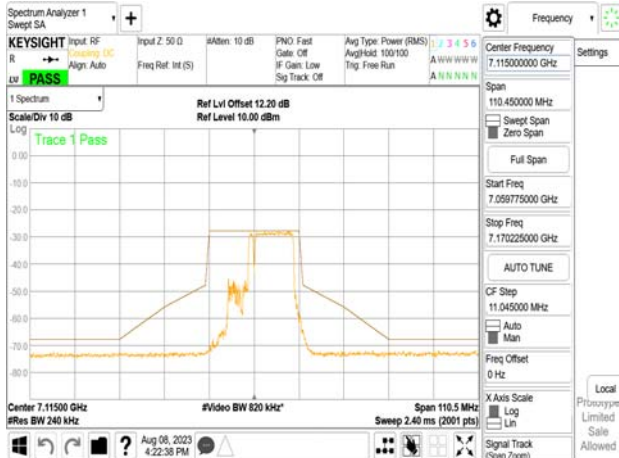 Spectrum Analyzer 1
Swept SA
+
Frequency
KEYSIGHT
R
LV PASS
Input: RF
Coupling: DC
Align: Auto
Input Z: 50 Ω
Freq Ref: Int (S)
#Atten: 10 dB
PNO: Fast
Gate: Off
IF Gain: Low
Sig Track: Off
Avg Type: Power (RMS)
Avg|Hold: 100/100
Trig: Free Run
1 2 3 4 5 6
A W W W W W
A N N N N N
1 Spectrum
Scale/Div 10 dB
Ref Lvl Offset 12.20 dB
Ref Level 10.00 dBm
Log
Trace 1 Pass
0.00
-10.0
-20.0
-30.0
-40.0
-50.0
-60.0
-70.0
-80.0
Center 7.11500 GHz
#Res BW 240 kHz
#Video BW 820 kHz*
Span 110.5 MHz
Sweep 2.40 ms (2001 pts)
?
Aug 08, 2023
4:22:38 PM
Center Frequency
7.115000000 GHz
Settings
Span
110.450000 MHz
Swept Span
Zero Span
Full Span
Start Freq
7.059775000 GHz
Stop Freq
7.170225000 GHz
AUTO TUNE
CF Step
11.045000 MHz
Auto
Man
Freq Offset
0 Hz
X Axis Scale
Log
Lin
Signal Track
(Span Zoom)
Local
Prototype
Limited
Sale
Allowed